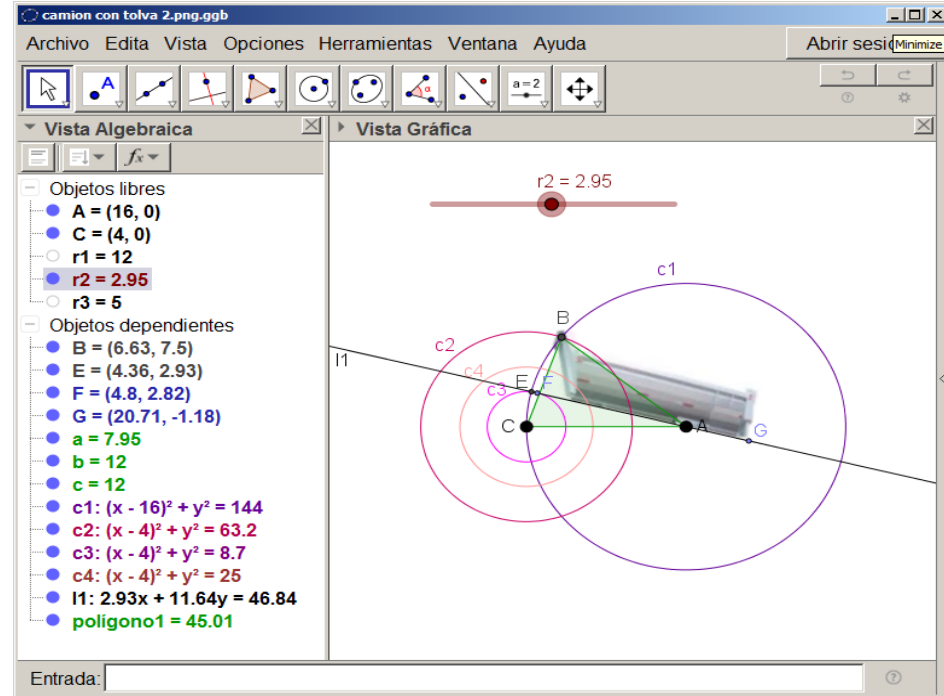 camion con tolva 2.png.ggb
Archivo Edita Vista Opciones Herramientas Ventana Ayuda
Abrir sesi
Minimize
A
α
a=2
Vista Algebraica
Vista Gráfica
fx
Objetos libres
A = (16, 0)
C = (4, 0)
r1 = 12
r2 = 2.95
r3 = 5
Objetos dependientes
B = (6.63, 7.5)
E = (4.36, 2.93)
F = (4.8, 2.82)
G = (20.71, -1.18)
a = 7.95
b = 12
c = 12
c1: (x - 16)² + y² = 144
c2: (x - 4)² + y² = 63.2
c3: (x - 4)² + y² = 8.7
c4: (x - 4)² + y² = 25
l1: 2.93x + 11.64y = 46.84
poligono1 = 45.01
r2 = 2.95
c1
B
c2
l1
c4
E
F
c3
C
A
G
Entrada: